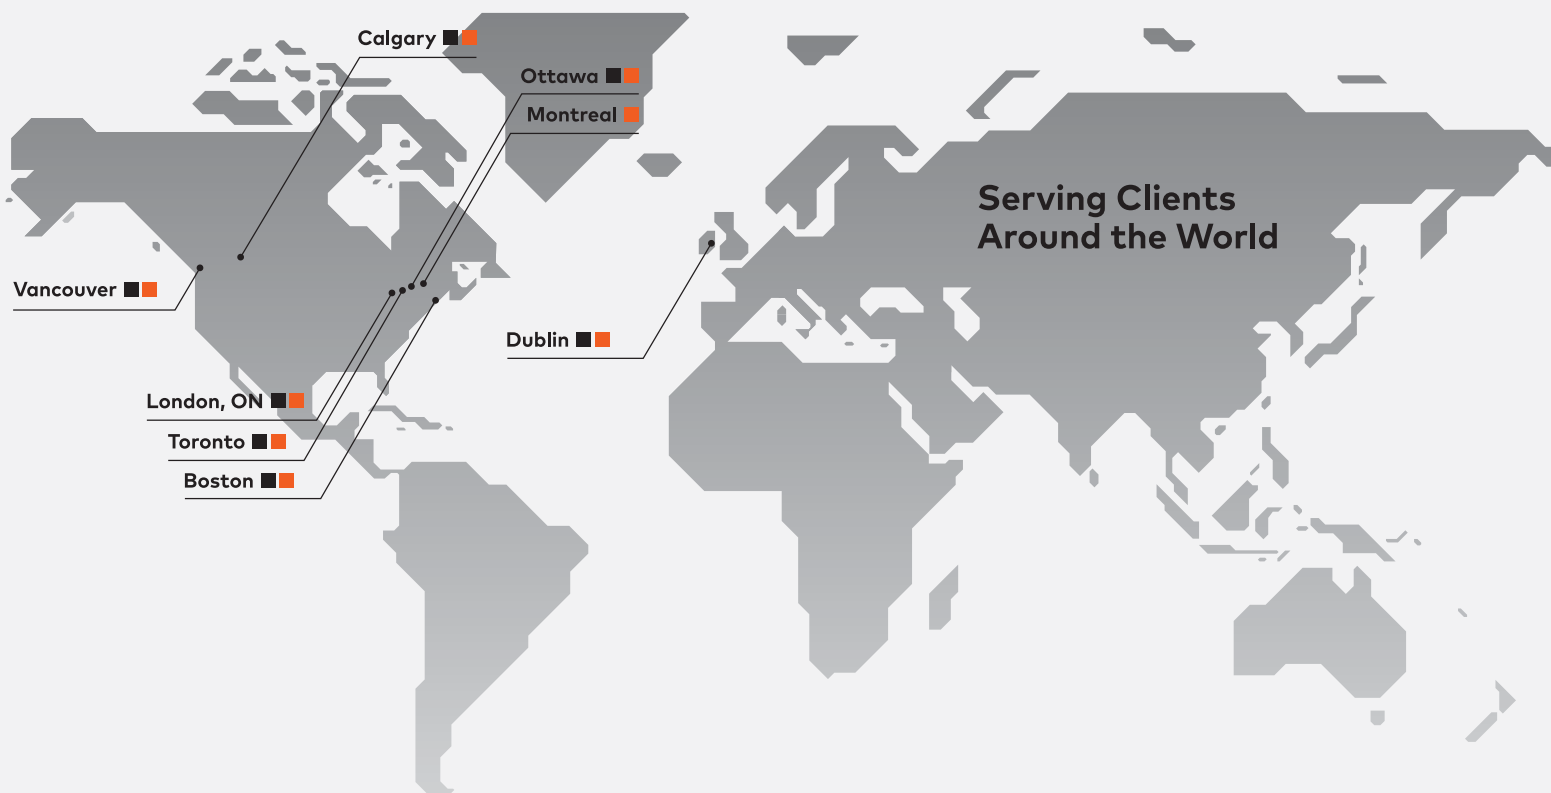 Calgary
Ottawa
Montreal
Serving Clients
Around the World
Vancouver
Dublin
London, ON
Toronto
Boston